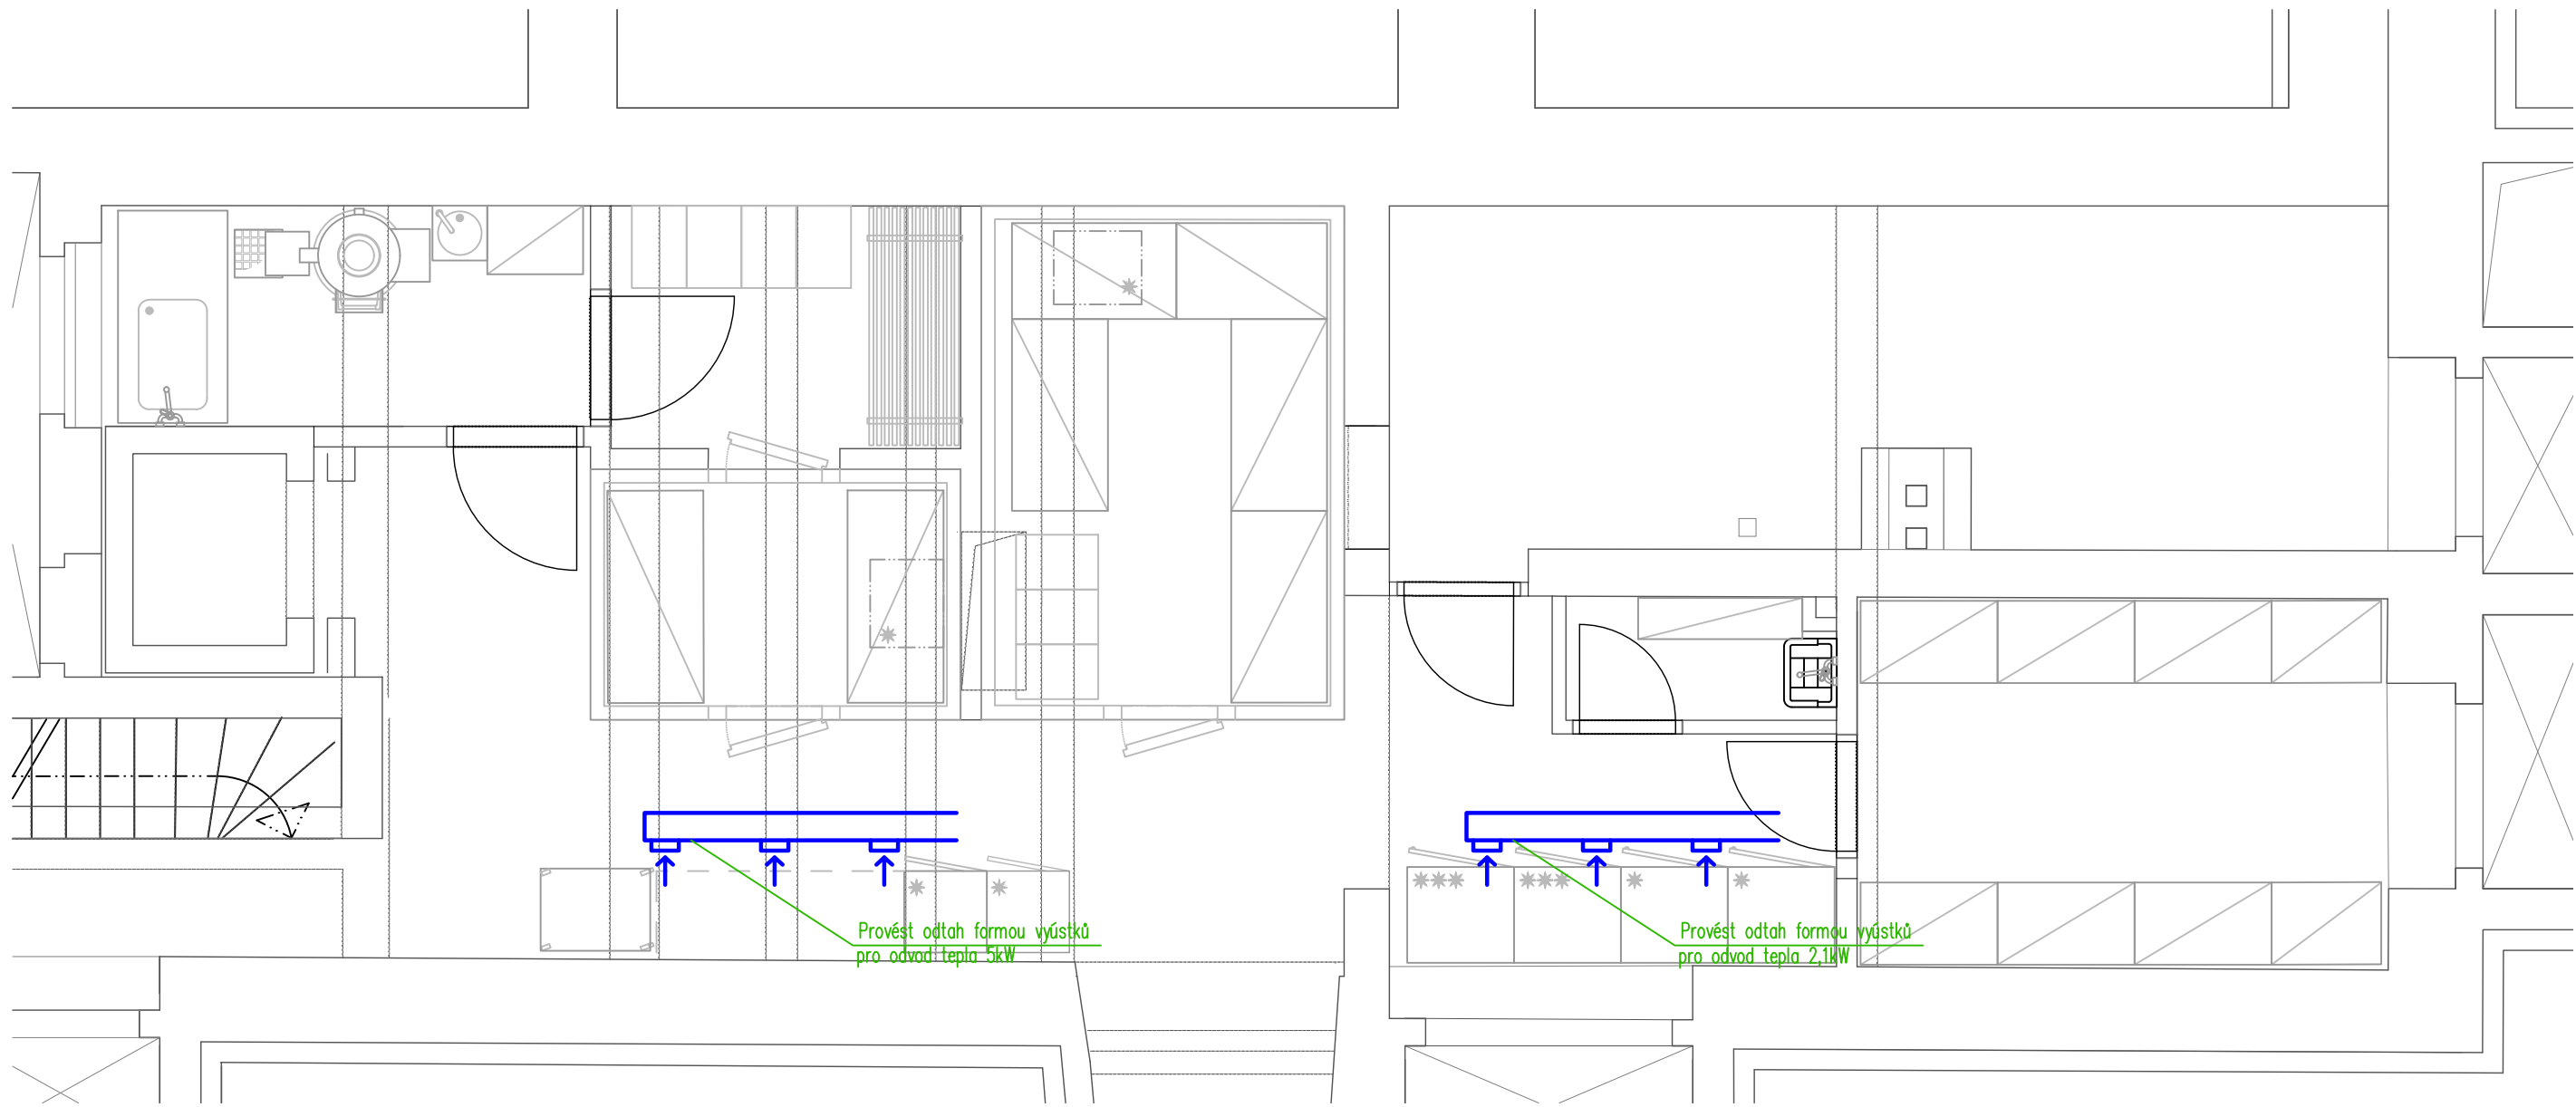 Provést odtah formou vyústků
pro odvod tepla 5kW
Provést odtah formou vyústků
pro odvod tepla 2,1kW